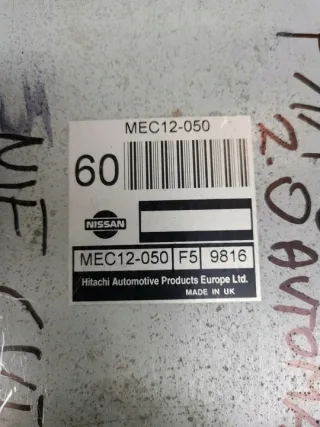 MEC12-050
60
NISSAN
MEC12-050 F5 9816
Hitachi Automotive Products Europe Ltd.
MADE IN UK
2.0 AUTOMA